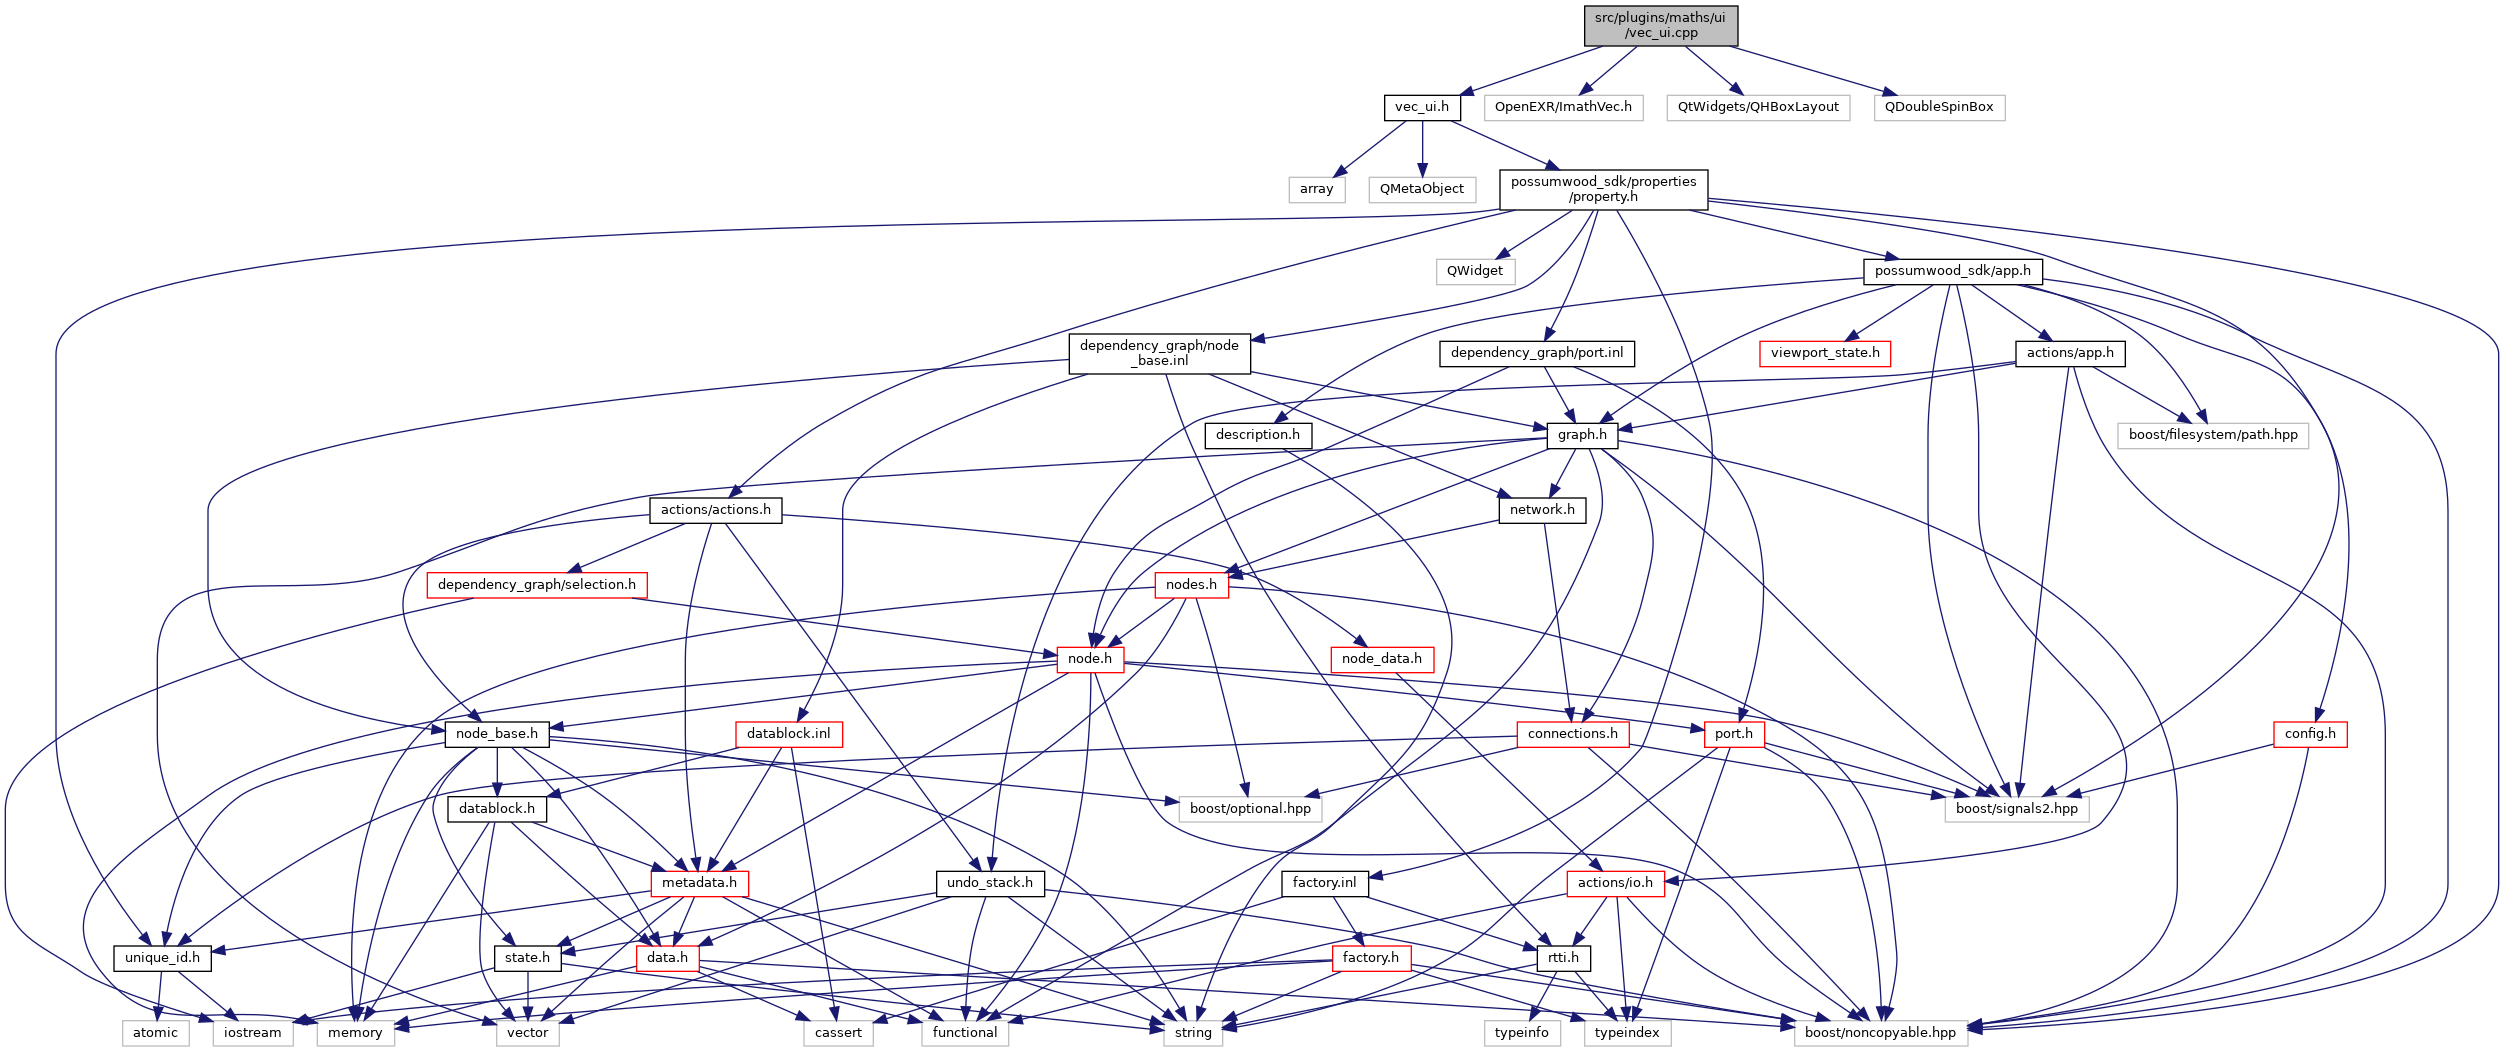 src/plugins/maths/ui
/vec_ui.cpp
vec_ui.h
OpenEXR/ImathVec.h
QtWidgets/QHBoxLayout
QDoubleSpinBox
array
QMetaObject
possumwood_sdk/properties
/property.h
QWidget
possumwood_sdk/app.h
dependency_graph/node
_base.inl
dependency_graph/port.inl
viewport_state.h
actions/app.h
description.h
graph.h
boost/filesystem/path.hpp
actions/actions.h
network.h
dependency_graph/selection.h
nodes.h
node.h
node_data.h
node_base.h
datablock.inl
connections.h
port.h
config.h
datablock.h
boost/optional.hpp
boost/signals2.hpp
metadata.h
undo_stack.h
factory.inl
actions/io.h
unique_id.h
state.h
data.h
factory.h
rtti.h
atomic
iostream
memory
vector
cassert
functional
string
typeinfo
typeindex
boost/noncopyable.hpp